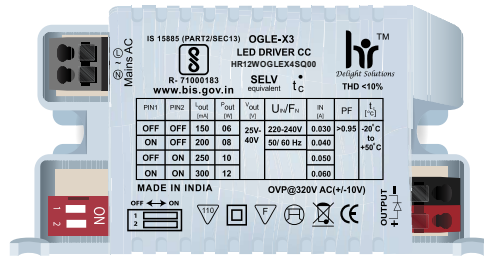 IS 15885 (PART2/SEC13)
OGLE-X3
LED DRIVER CC
HR12WOGLEX4SQ00
R- 71000183
www.bis.gov.in
SELV
equivalent
tc
hr TM
Delight Solutions
THD <10%
Mains AC
N L
PIN1 PIN2 Iout [mA] Pout [W] Vout [V] UIN/FN IN [A] PF tc [°C]
OFF OFF 150 06 25V-40V 220-240V 0.030 >0.95 -20°C to +50°C
OFF ON 200 08 50/ 60 Hz 0.040
ON OFF 250 10 0.050
ON ON 300 12 0.060
MADE IN INDIA
OVP@320V AC(+/-10V)
OFF ON
1
2
110
F
CE
OUTPUT
+ -
1 2
ON